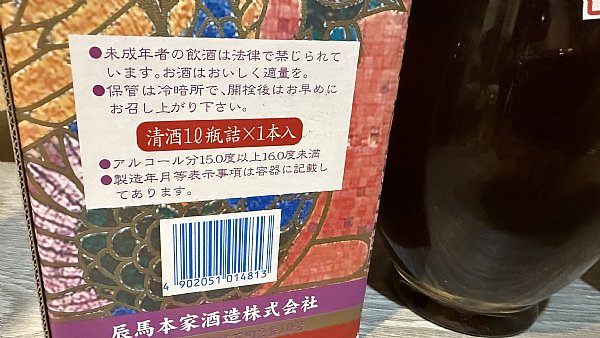 ●未成年者の飲酒は法律で禁じられて
います。お酒はおいしく適量を。
●保管は冷暗所で、開栓後はお早めに
お召し上がり下さい。
清酒1ℓ瓶詰×1本入
●アルコール分15.0度以上16.0度未満
●製造年月等表示事項は容器に記載し
てあります。
4 902051 014813
辰馬本家酒造株式会社